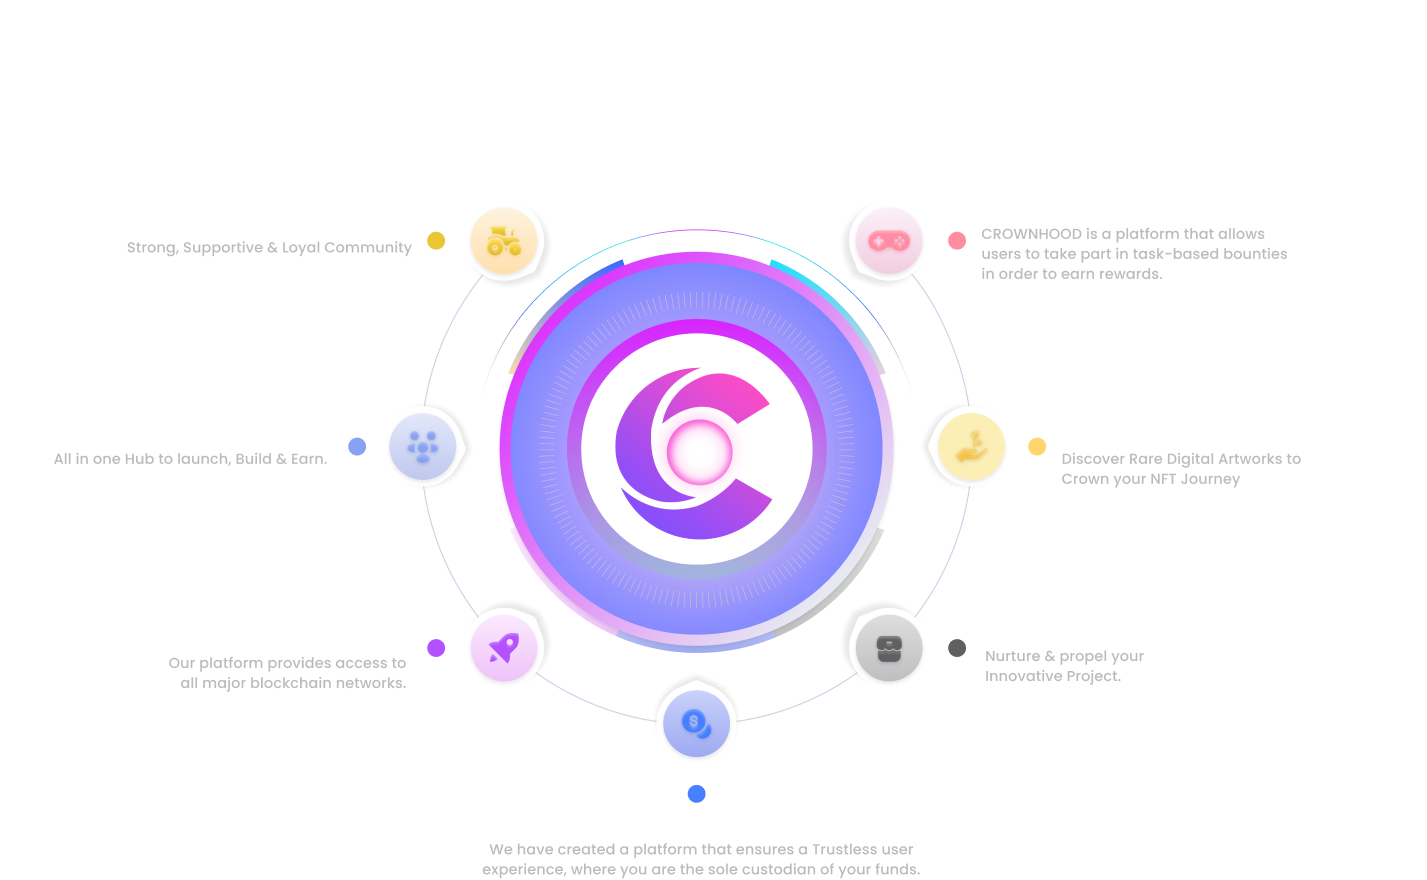 Strong, Supportive & Loyal Community
CROWNHOOD is a platform that allows
users to take part in task-based bounties
in order to earn rewards.
All in one Hub to launch, Build & Earn.
Discover Rare Digital Artworks to
Crown your NFT Journey
Our platform provides access to
all major blockchain networks.
Nurture & propel your
Innovative Project.
We have created a platform that ensures a Trustless user
experience, where you are the sole custodian of your funds.